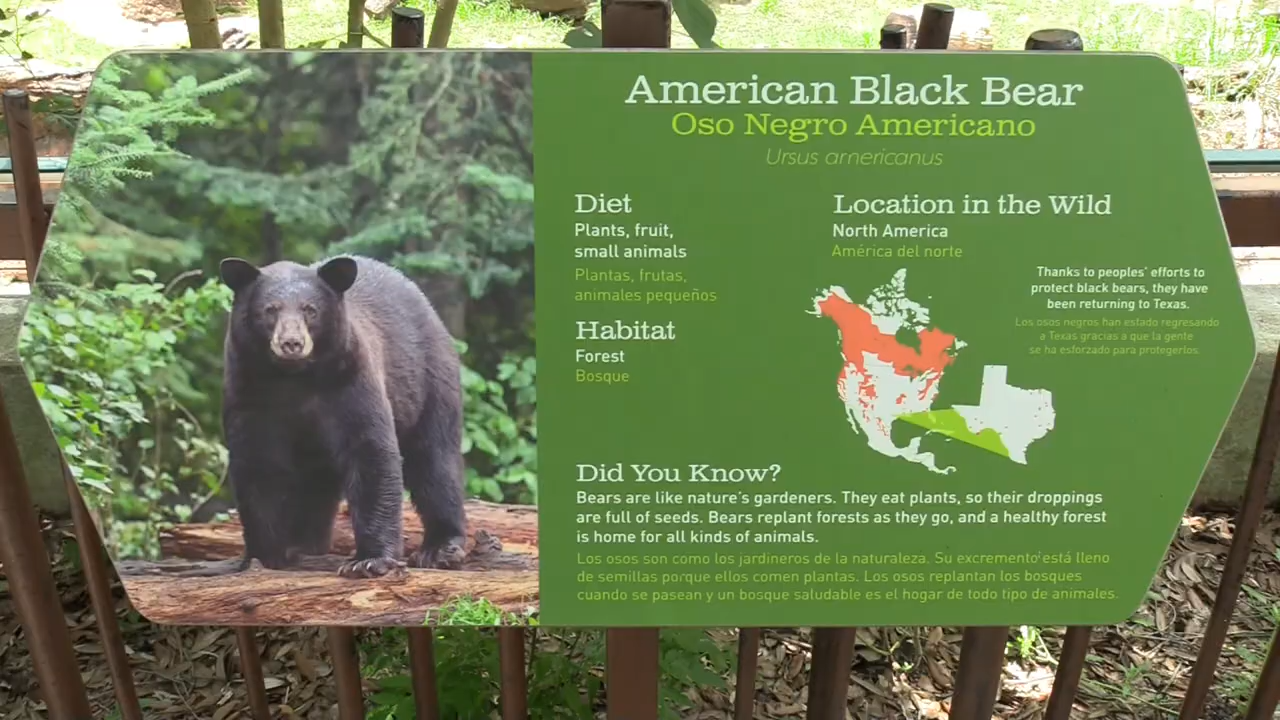 American Black Bear
Oso Negro Americano
Ursus americanus
Diet
Plants, fruit,
small animals
Plantas, frutas,
animales pequeños
Habitat
Forest
Bosque
Location in the Wild
North America
América del norte
Thanks to peoples' efforts to
protect black bears, they have
been returning to Texas.
Los osos negros han estado regresando
a Texas gracias a que la gente
se ha esforzado para protegerlos.
Did You Know?
Bears are like nature's gardeners. They eat plants, so their droppings
are full of seeds. Bears replant forests as they go, and a healthy forest
is home for all kinds of animals.
Los osos son como los jardineros de la naturaleza. Su excremento está lleno
de semillas porque ellos comen plantas. Los osos replantan los bosques
cuando se pasean y un bosque saludable es el hogar de todo tipo de animales.